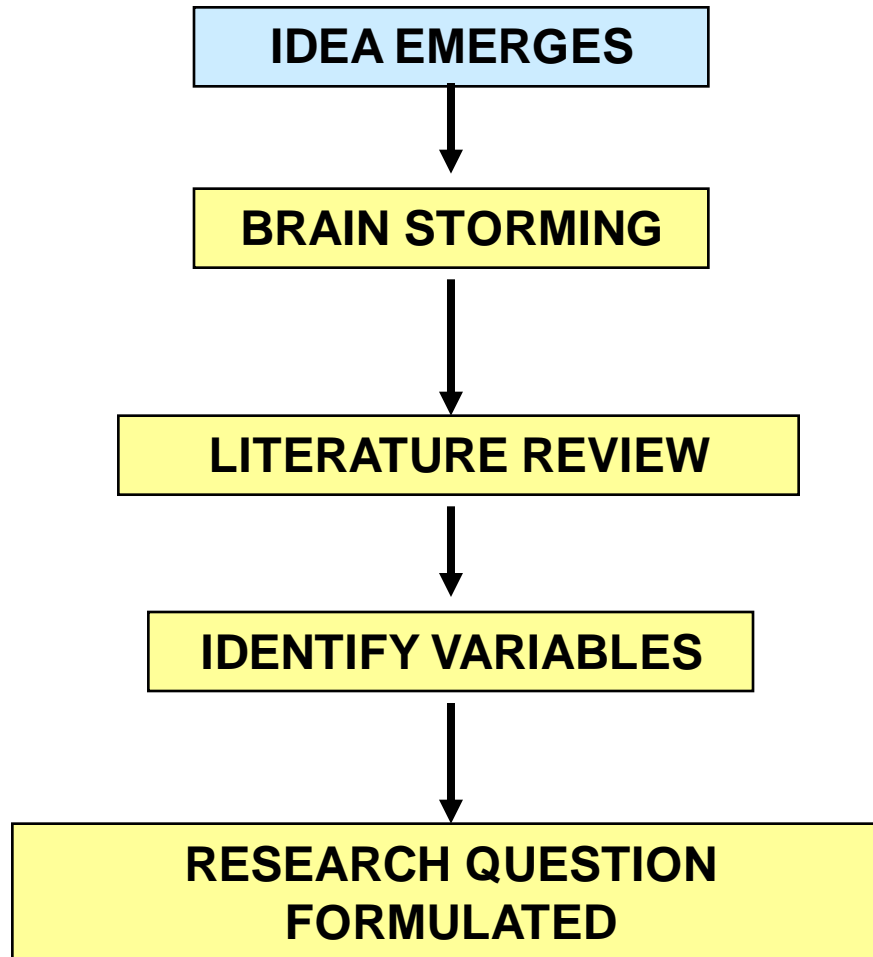 IDEA EMERGES
BRAIN STORMING
LITERATURE REVIEW
IDENTIFY VARIABLES
RESEARCH QUESTION
FORMULATED